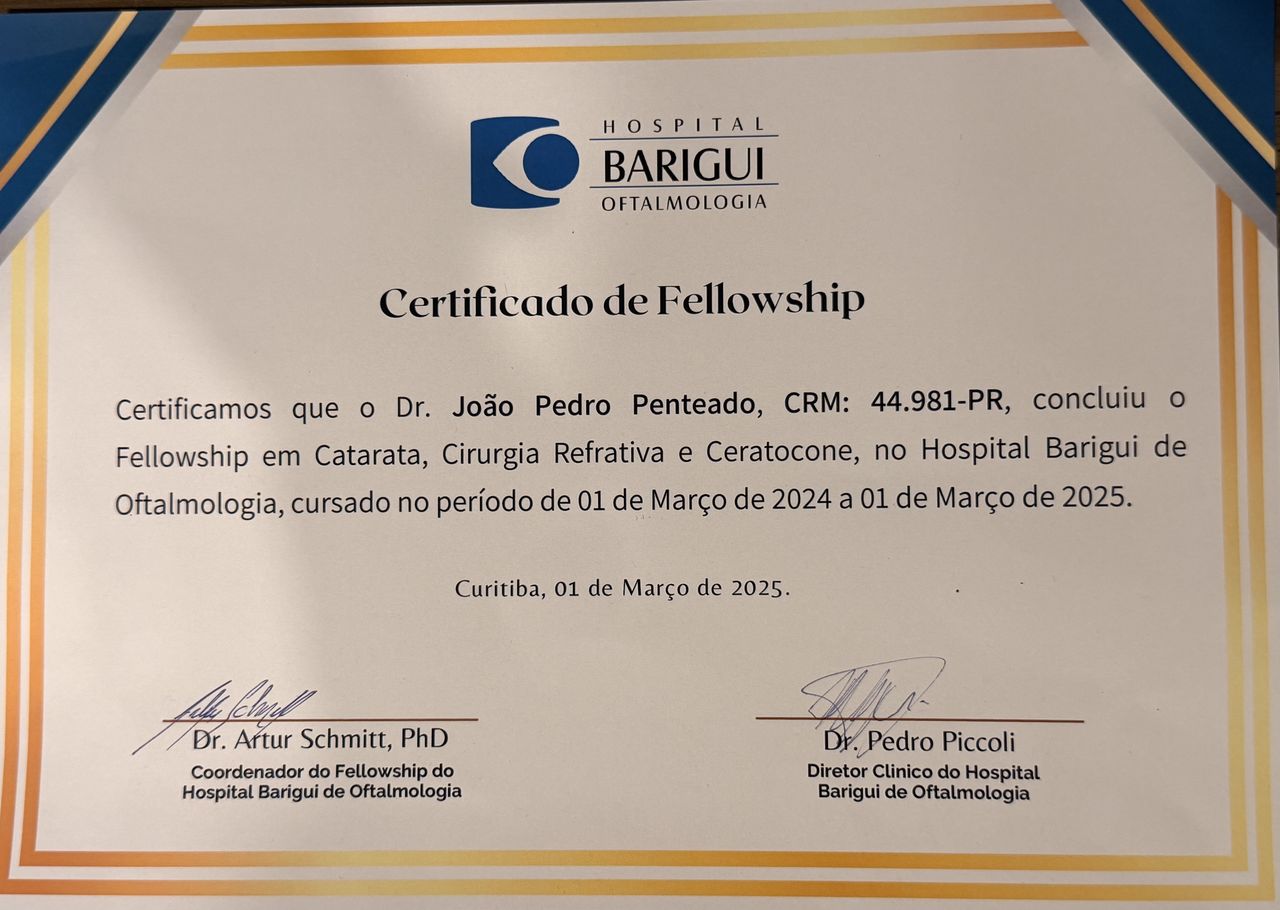 HOSPITAL
BARIGUI
OFTALMOLOGIA
Certificado de Fellowship
Certificamos que o Dr. João Pedro Penteado, CRM: 44.981-PR, concluiu o
Fellowship em Catarata, Cirurgia Refrativa e Ceratocone, no Hospital Barigui de
Oftalmologia, cursado no período de 01 de Março de 2024 a 01 de Março de 2025.
Curitiba, 01 de Março de 2025.
Dr. Artur Schmitt, PhD
Coordenador do Fellowship do
Hospital Barigui de Oftalmologia
Dr. Pedro Piccoli
Diretor Clinico do Hospital
Barigui de Oftalmologia